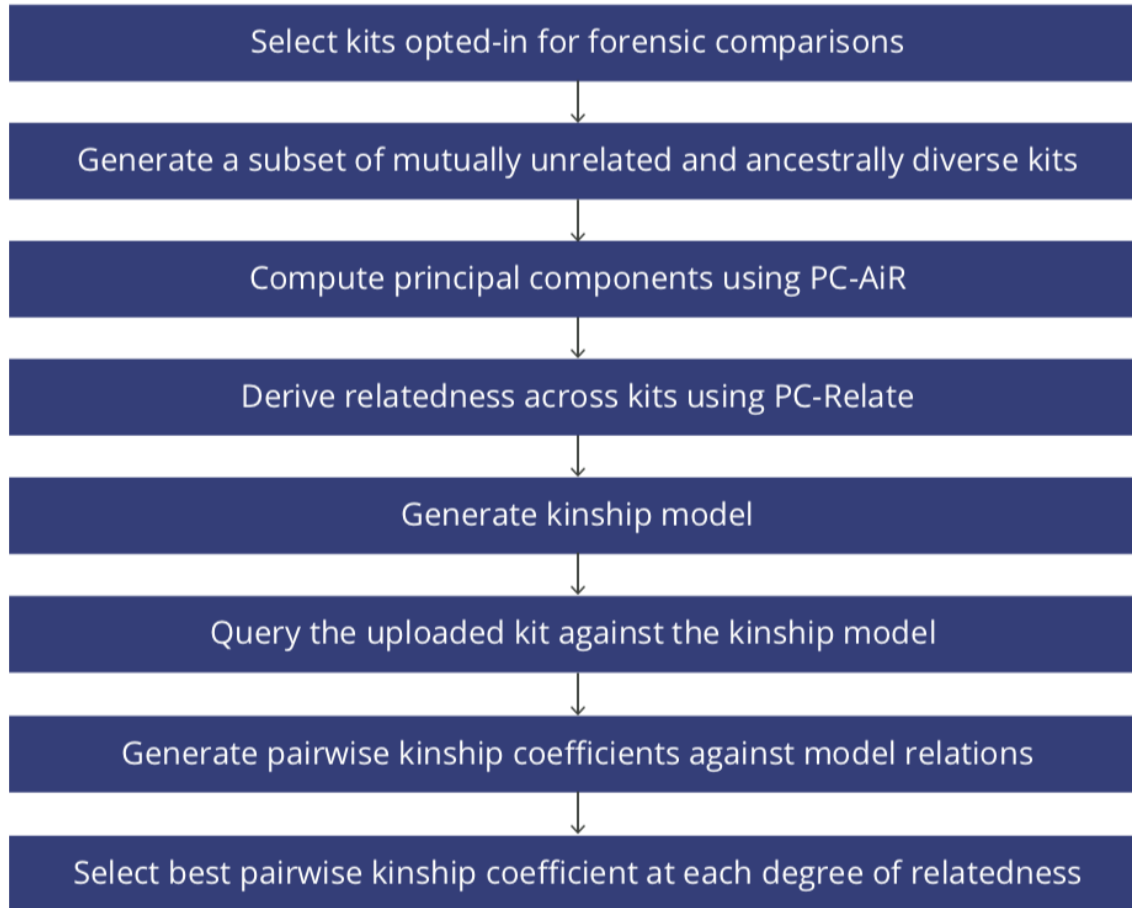 Select kits opted-in for forensic comparisons
Generate a subset of mutually unrelated and ancestrally diverse kits
Compute principal components using PC-AiR
Derive relatedness across kits using PC-Relate
Generate kinship model
Query the uploaded kit against the kinship model
Generate pairwise kinship coefficients against model relations
Select best pairwise kinship coefficient at each degree of relatedness